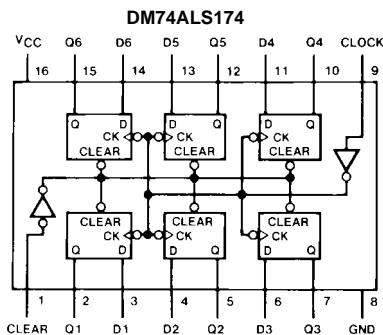 DM74ALS174
VCC Q6 D6 D5 Q5 D4 Q4 CLOCK
16 15 14 13 12 11 10 9
Q D D Q D Q
CK CK CK
CLEAR CLEAR CLEAR
CLEAR CLEAR CLEAR
CK CK CK
Q D D Q D Q
1 2 3 4 5 6 7 8
CLEAR Q1 D1 D2 Q2 D3 Q3 GND